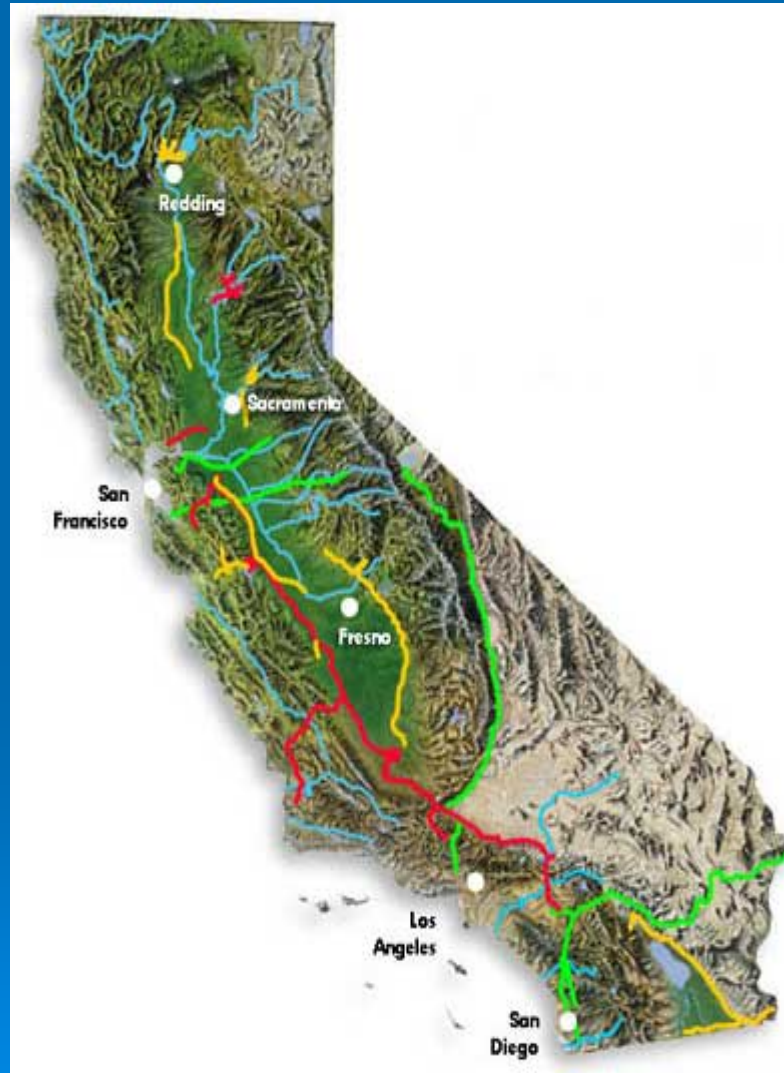 Redding
Sacramento
San
Francisco
Fresno
Los
Angeles
San
Diego